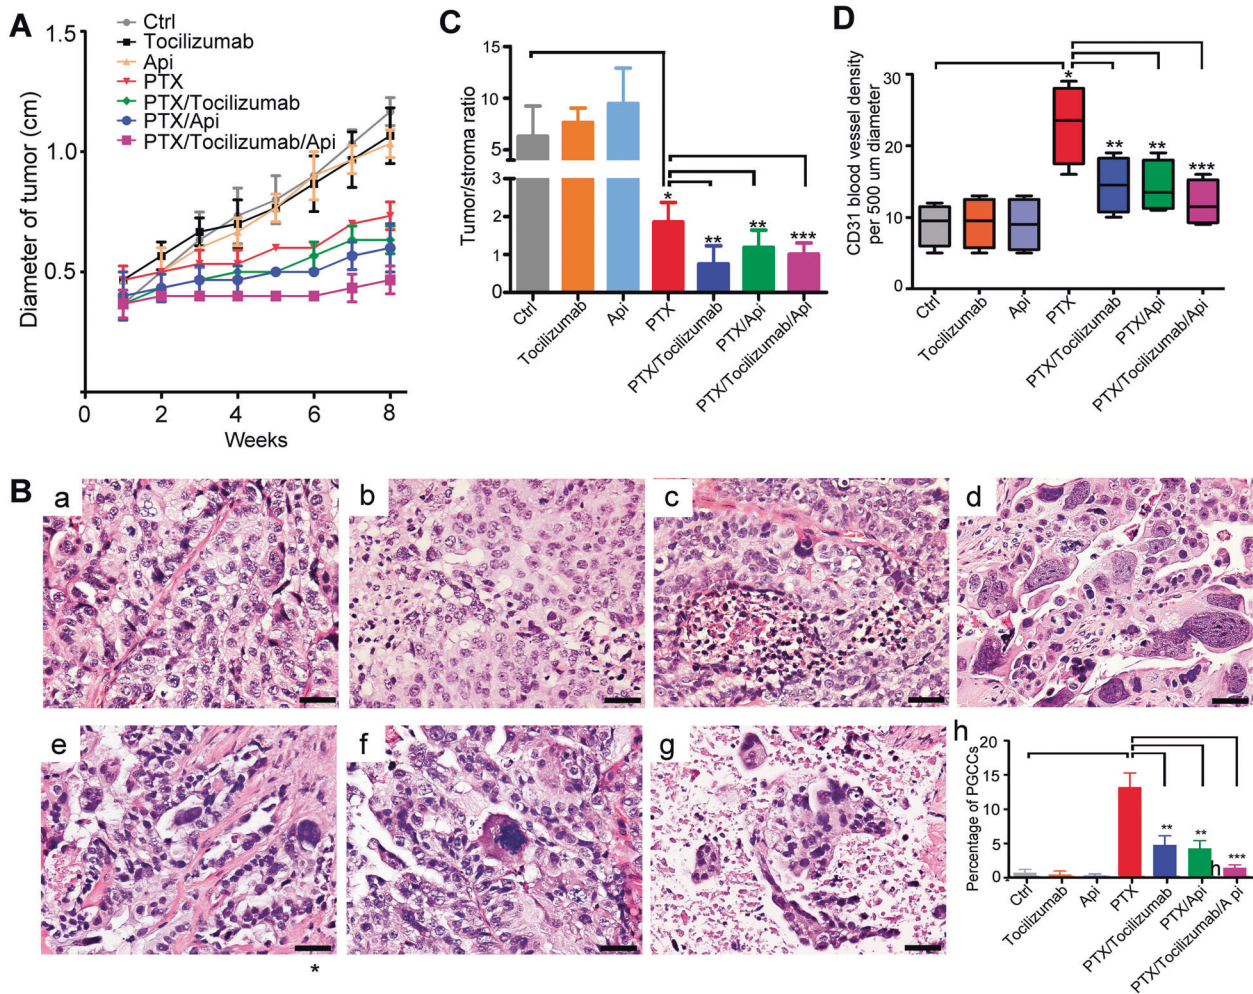 A
Ctrl
Tocilizumab
Api
PTX
PTX/Tocilizumab
PTX/Api
PTX/Tocilizumab/Api
Diameter of tumor (cm)
1.5
1.0
0.5
0 2 4 6 8
Weeks
C
Tumor/stroma ratio
15
10
5
3
2
1
0
* ** ** ***
Ctrl
Tocilizumab
Api
PTX
PTX/Tocilizumab
PTX/Api
PTX/Tocilizumab/Api
D
CD31 blood vessel density
per 500 um diameter
30
20
10
0
* ** ** ***
Ctrl
Tocilizumab
Api
PTX
PTX/Tocilizumab
PTX/Api
PTX/Tocilizumab/Api
B
a
b
c
d
e
f
g
h
Percentage of PGCCs
20
15
10
5
0
** ** ***
h
Ctrl
Tocilizumab
Api
PTX
PTX/Tocilizumab
PTX/Api
PTX/Tocilizumab/A pi
*